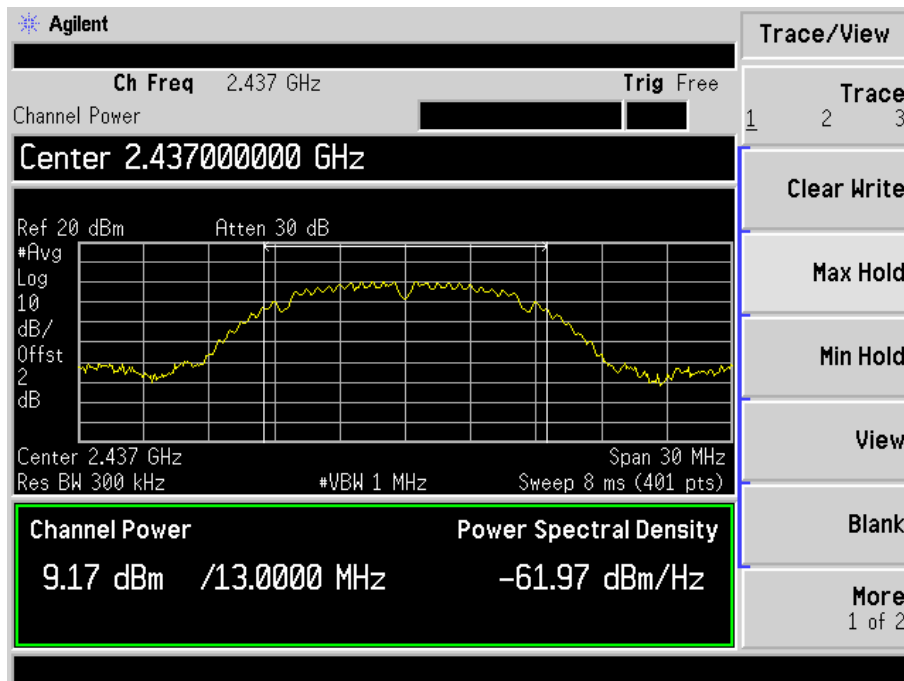 Agilent
Trace/View
Ch Freq 2.437 GHz Trig Free
Channel Power
Trace
1 2 3
Center 2.437000000 GHz
Clear Write
Ref 20 dBm Atten 30 dB
#Avg
Log
10
dB/
Offst
2
dB
Max Hold
Min Hold
Center 2.437 GHz Span 30 MHz
Res BW 300 kHz #VBW 1 MHz Sweep 8 ms (401 pts)
View
Channel Power Power Spectral Density
9.17 dBm /13.0000 MHz -61.97 dBm/Hz
Blank
More
1 of 2